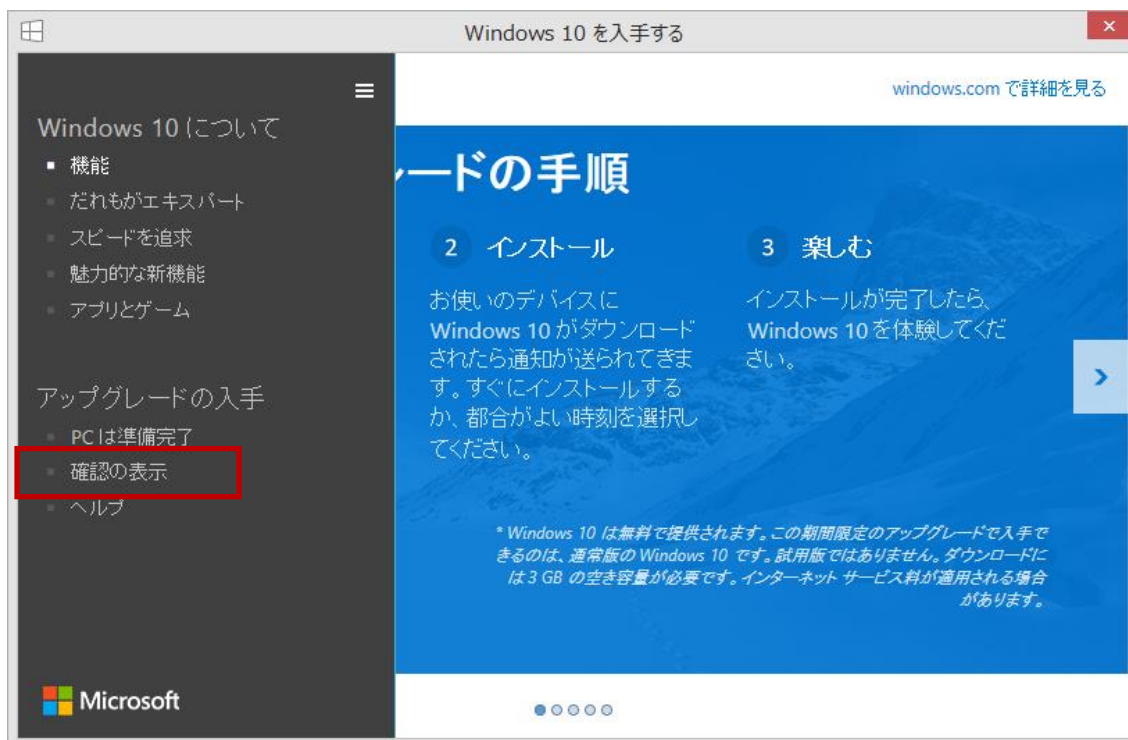 Windows 10 を入手する
windows.com で詳細を見る
Windows 10 について
機能
だれもがエキスパート
スピードを追求
魅力的な新機能
アプリとゲーム
アップグレードの入手
PC は準備完了
確認の表示
ヘルプ
Microsoft
ードの手順
2 インストール
お使いのデバイスに
Windows 10 がダウンロード
されたら通知が送られてきま
す。すぐにインストールする
か、都合がよい時刻を選択し
てください。
3 楽しむ
インストールが完了したら、
Windows 10 を体験してくだ
さい。
* Windows 10 は無料で提供されます。この期間限定のアップグレードで入手で
きるのは、通常版の Windows 10 です。試用版ではありません。ダウンロードに
は 3 GB の空き容量が必要です。インターネット サービス料が適用される場合
があります。